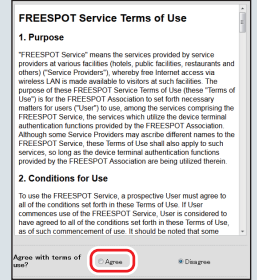 FREESPOT Service Terms of Use
1. Purpose
"FREESPOT Service" means the services provided by service
providers at various facilities (hotels, public facilities, restaurants and
others) ("Service Providers"), whereby free Internet access via
wireless LAN is made available to visitors at such facilities. The
purpose of these FREESPOT Service Terms of Use (these "Terms of
Use") is for the FREESPOT Association to set forth necessary
matters for users ("User") to use, among the services comprising the
FREESPOT Service, the services which utilize the device terminal
authentication functions provided by the FREESPOT Association.
Although some Service Providers may ascribe different names to the
FREESPOT Service, these Terms of Use shall also apply to such
services, so long as the device terminal authentication functions
provided by the FREESPOT Association are being utilized therein.
2. Conditions for Use
To use the FREESPOT Service, a prospective User must agree to
all of the conditions set forth in these Terms of Use. If User
commences use of the FREESPOT Service, User is considered to
have agreed to all of the conditions set forth in these Terms of Use,
as of such commencement of use. It should be noted that some
Agree with terms of use?
Agree
Disagree